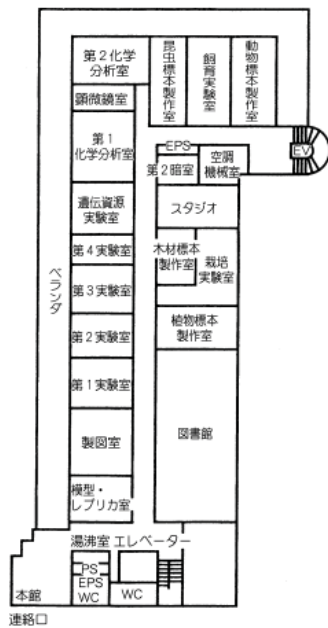 第２化学
分析室
昆虫標本製作室
飼育実験室
動物標本製作室
顕微鏡室
第１
化学分析室
EPS
第２暗室
空調
機械室
EV
遺伝資源
実験室
スタジオ
第４実験室
木材標本
製作室
栽培
実験室
ベランダ
第３実験室
第２実験室
植物標本
製作室
第１実験室
製図室
図書館
模型・
レプリカ室
湯沸室
エレベーター
PS
EPS
WC
WC
本館
連絡口